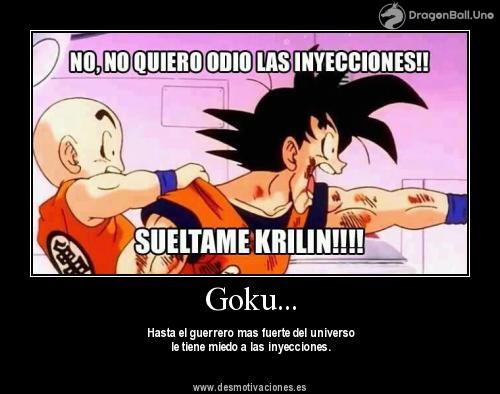 DragonBall.Uno
NO, NO QUIERO ODIO LAS INYECCIONES!!
SUELTAME KRILIN!!!!
Goku...
Hasta el guerrero mas fuerte del universo
le tiene miedo a las inyecciones.
www.desmotivaciones.es